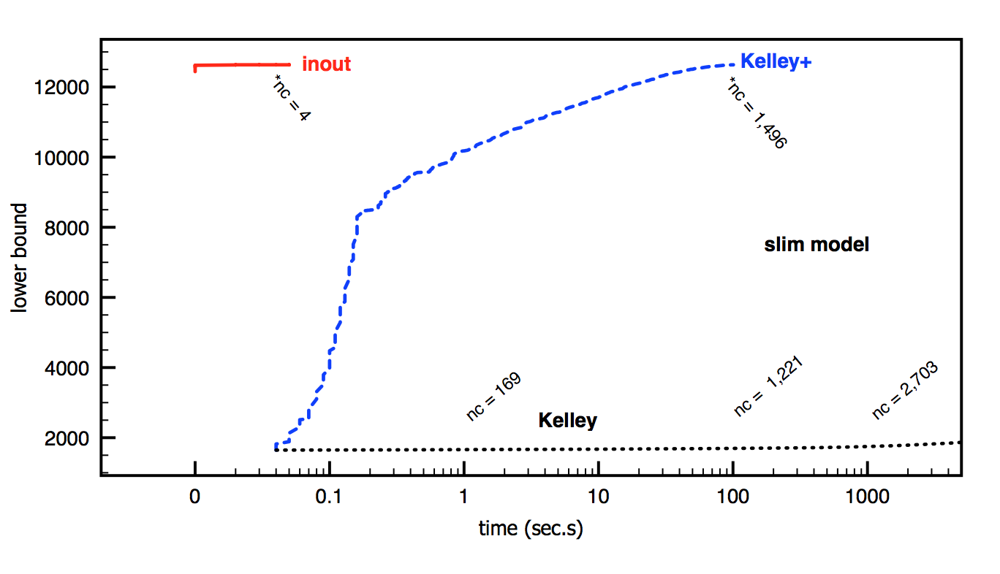 inout
Kelley+
*nc = 4
*nc = 1,496
12000
10000
8000
6000
4000
2000
lower bound
slim model
nc = 169
nc = 1,221
nc = 2,703
Kelley
0
0.1
1
10
100
1000
time (sec.s)